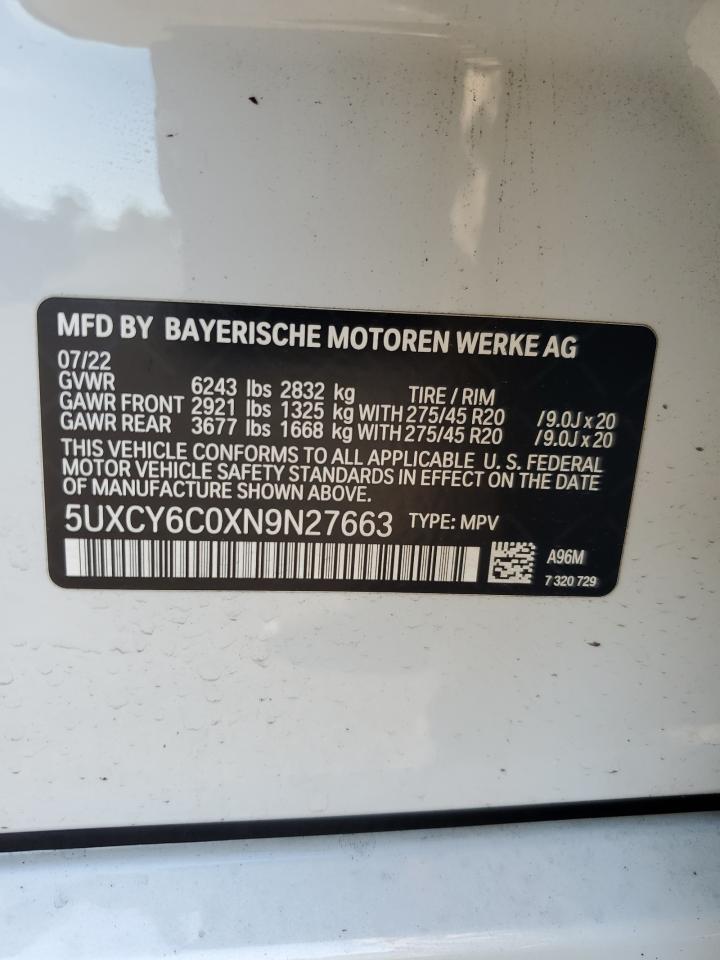 MFD BY BAYERISCHE MOTOREN WERKE AG
07/22
GVWR 6243 lbs 2832 kg TIRE / RIM
GAWR FRONT 2921 lbs 1325 kg WITH 275/45 R20 /9.0J x 20
GAWR REAR 3677 lbs 1668 kg WITH 275/45 R20 /9.0J x 20
THIS VEHICLE CONFORMS TO ALL APPLICABLE U. S. FEDERAL
MOTOR VEHICLE SAFETY STANDARDS IN EFFECT ON THE DATE
OF MANUFACTURE SHOWN ABOVE.
5UXCY6C0XN9N27663 TYPE: MPV
A96M
7 320 729